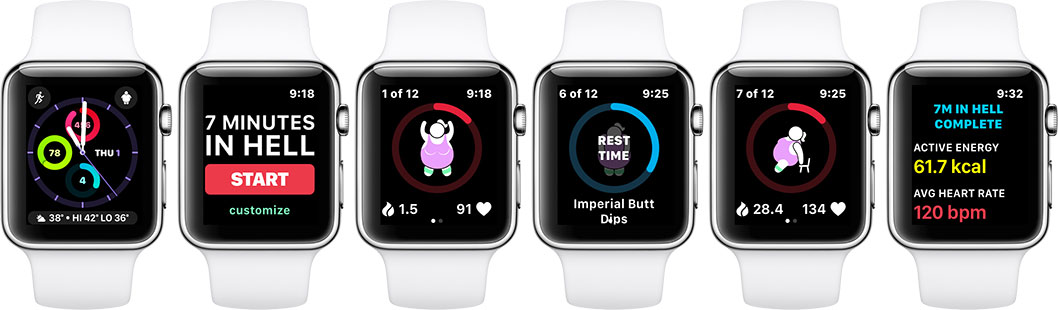 496
78
THU 1
4
38° • HI 42° LO 36°
9:18
7 MINUTES
IN HELL
START
customize
1 of 12
9:18
1.5
91
6 of 12
9:25
REST
TIME
Imperial Butt
Dips
7 of 12
9:25
28.4
134
9:32
7M IN HELL
COMPLETE
ACTIVE ENERGY
61.7 kcal
AVG HEART RATE
120 bpm